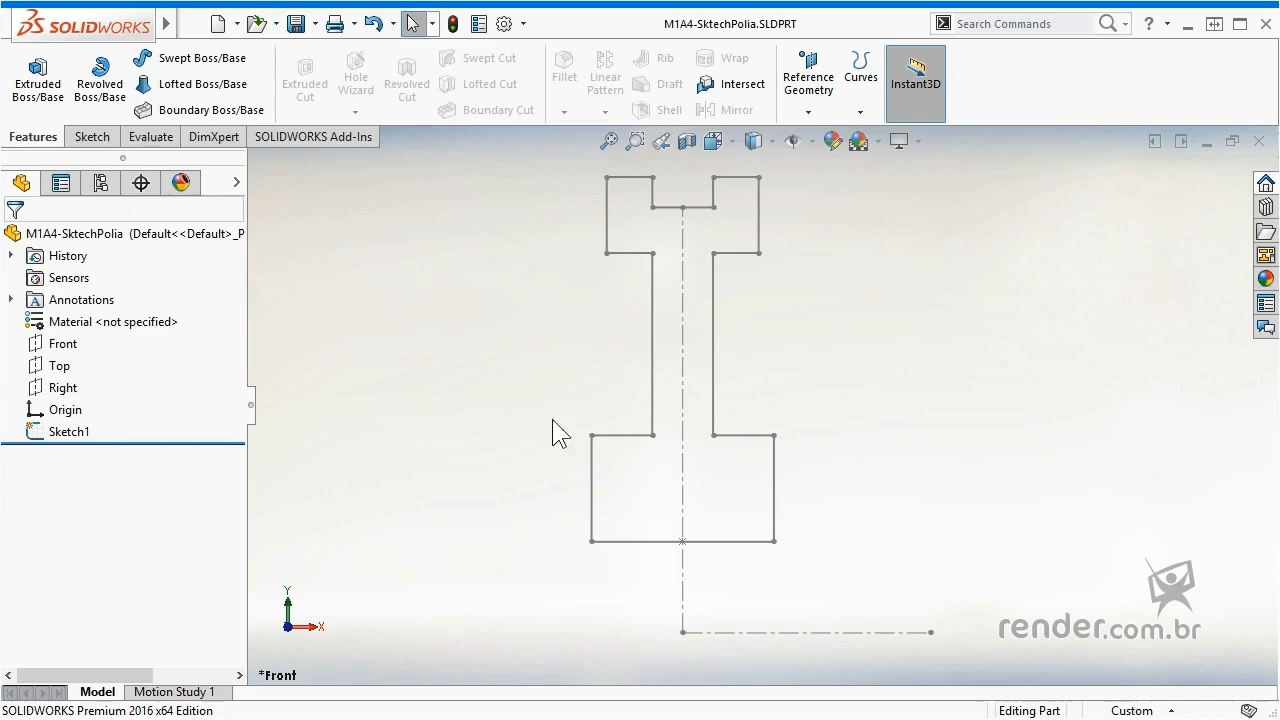 SOLIDWORKS
M1A4-SktechPolia.SLDPRT
Search Commands
?
Extruded Boss/Base
Revolved Boss/Base
Swept Boss/Base
Lofted Boss/Base
Boundary Boss/Base
Extruded Cut
Hole Wizard
Revolved Cut
Swept Cut
Lofted Cut
Boundary Cut
Fillet
Linear Pattern
Rib
Draft
Shell
Wrap
Intersect
Mirror
Reference Geometry
Curves
Instant3D
Features Sketch Evaluate DimXpert SOLIDWORKS Add-Ins
M1A4-SktechPolia (Default<<Default>_P
History
Sensors
A Annotations
Material <not specified>
Front
Top
Right
Origin
Sketch1
Y
X
*Front
render.com.br
Model Motion Study 1
SOLIDWORKS Premium 2016 x64 Edition Editing Part Custom